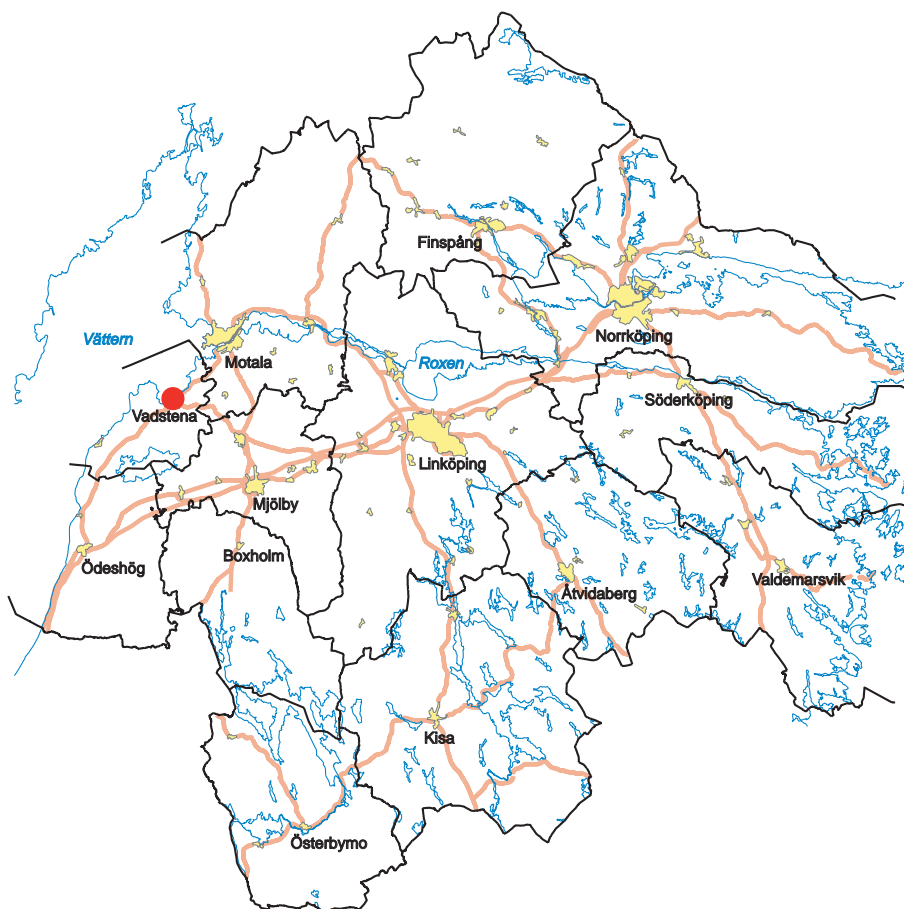 Finspång
Norrköping
Vättern
Motala
Roxen
Söderköping
Vadstena
Linköping
Mjölby
Boxholm
Ödeshög
Åtvidaberg
Valdemarsvik
Kisa
Österbymo